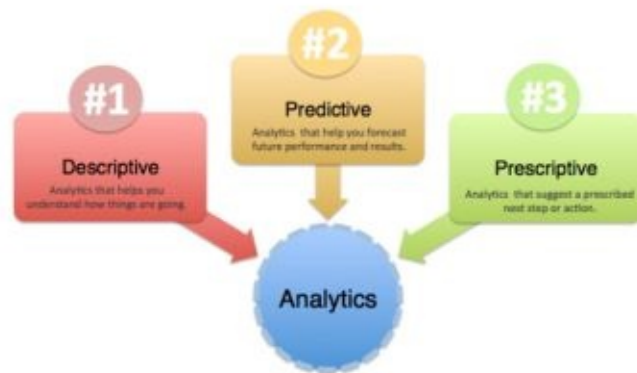 #1
Descriptive
Analytics that helps you
understand how things are going.
#2
Predictive
Analytics that help you forecast
future performance and results.
#3
Prescriptive
Analytics that suggest a prescribed
next step or action.
Analytics